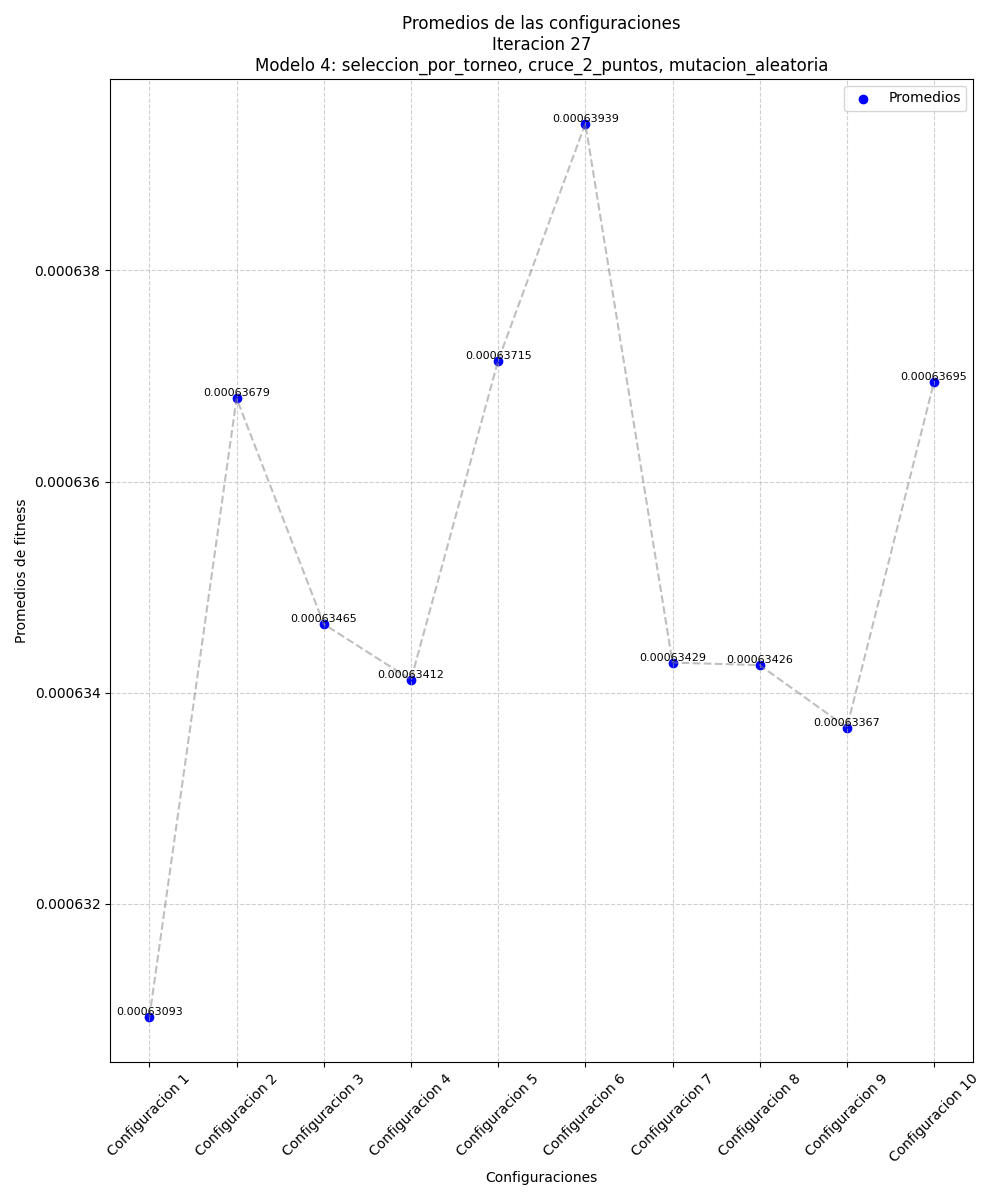 Promedios de las configuraciones
Iteracion 27
Modelo 4: seleccion_por_torneo, cruce_2_puntos, mutacion_aleatoria
Promedios
0.00063939
0.000638
0.00063715
0.00063695
0.00063679
0.000636
Promedios de fitness
0.00063465
0.00063429
0.00063426
0.00063412
0.000634
0.00063367
0.000632
0.00063093
Configuracion 1
Configuracion 2
Configuracion 3
Configuracion 4
Configuracion 5
Configuracion 6
Configuracion 7
Configuracion 8
Configuracion 9
Configuracion 10
Configuraciones